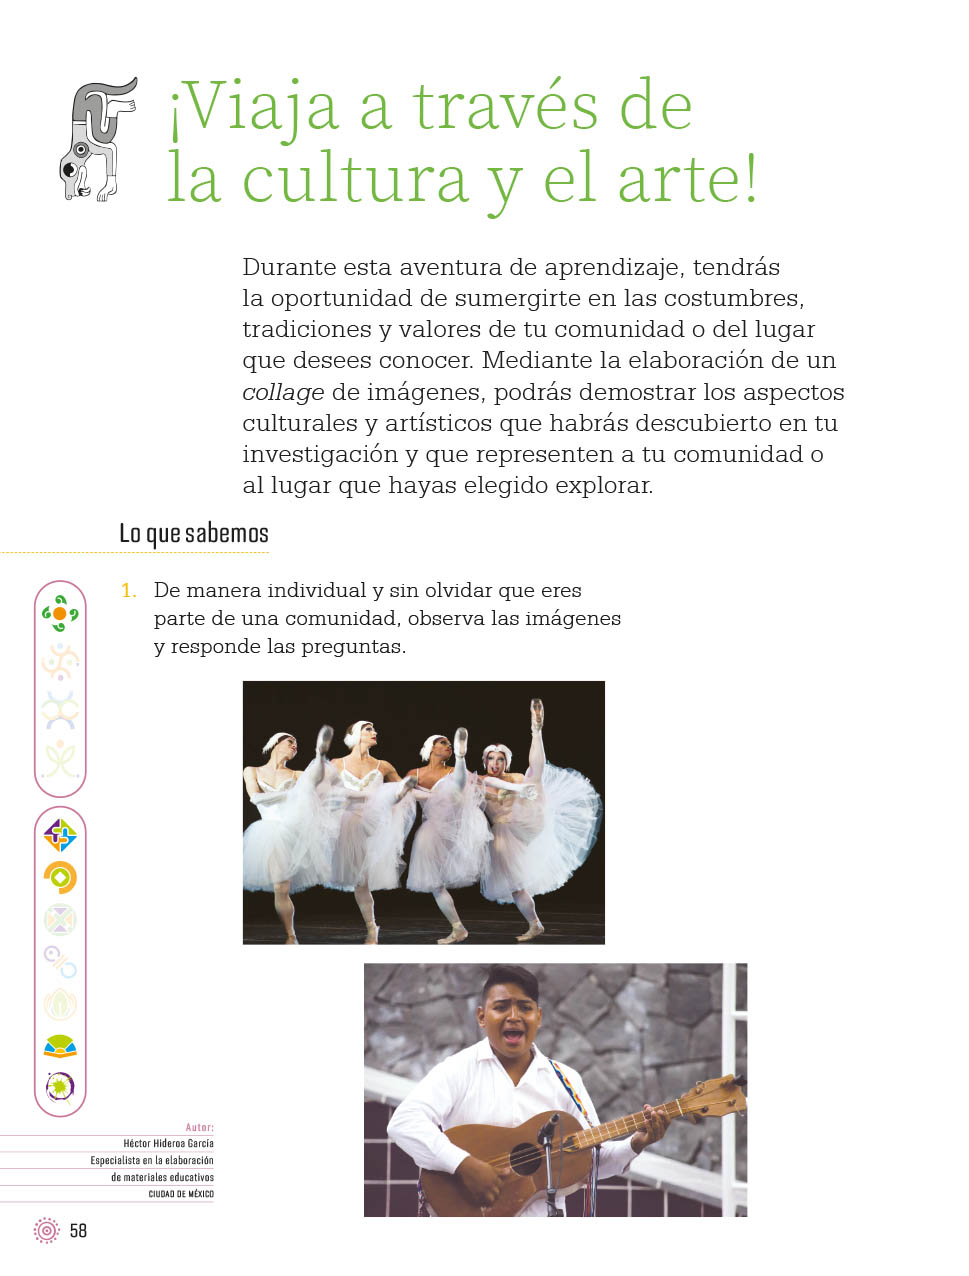 ¡Viaja a través de
la cultura y el arte!
Durante esta aventura de aprendizaje, tendrás
la oportunidad de sumergirte en las costumbres,
tradiciones y valores de tu comunidad o del lugar
que desees conocer. Mediante la elaboración de un
collage de imágenes, podrás demostrar los aspectos
culturales y artísticos que habrás descubierto en tu
investigación y que representen a tu comunidad o
al lugar que hayas elegido explorar.
Lo que sabemos
1. De manera individual y sin olvidar que eres
parte de una comunidad, observa las imágenes
y responde las preguntas.
Autor:
Héctor Hideroa García
Especialista en la elaboración
de materiales educativos
CIUDAD DE MÉXICO
58